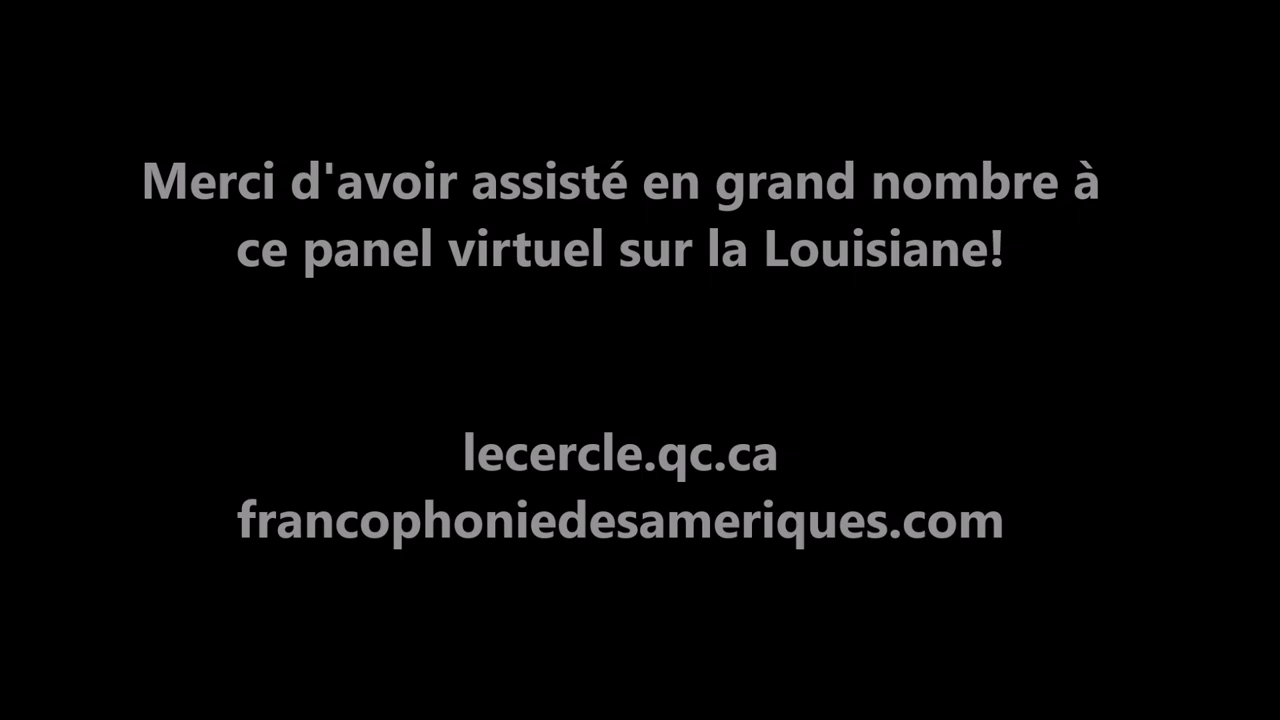 Merci d'avoir assisté en grand nombre à
ce panel virtuel sur la Louisiane!
lecercle.qc.ca
francophoniedesameriques.com